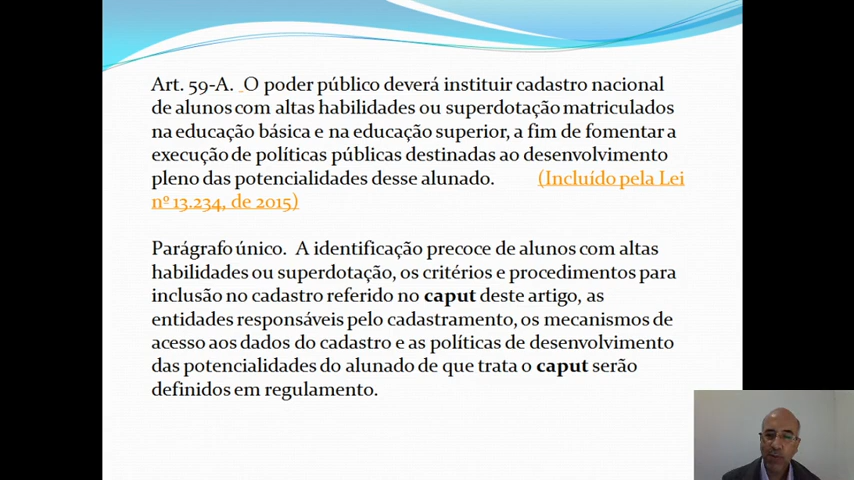 Art. 59-A. O poder público deverá instituir cadastro nacional
de alunos com altas habilidades ou superdotação matriculados
na educação básica e na educação superior, a fim de fomentar a
execução de políticas públicas destinadas ao desenvolvimento
pleno das potencialidades desse alunado. (Incluído pela Lei
nº 13.234, de 2015)
Parágrafo único. A identificação precoce de alunos com altas
habilidades ou superdotação, os critérios e procedimentos para
inclusão no cadastro referido no caput deste artigo, as
entidades responsáveis pelo cadastramento, os mecanismos de
acesso aos dados do cadastro e as políticas de desenvolvimento
das potencialidades do alunado de que trata o caput serão
definidos em regulamento.